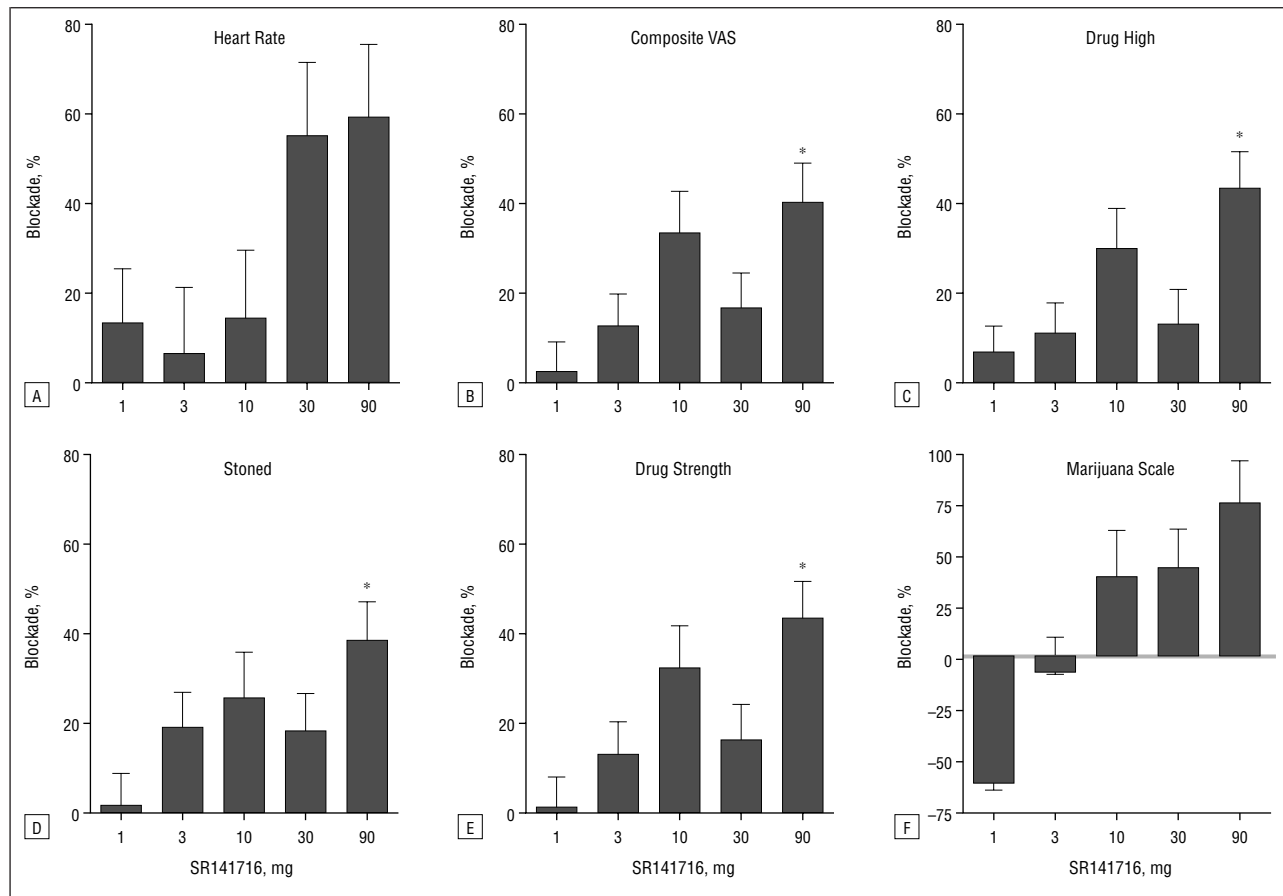 Heart Rate
Blockade, %
80
60
40
20
0
1 3 10 30 90
A
Composite VAS
Blockade, %
80
60
40
20
0
*
1 3 10 30 90
B
Drug High
Blockade, %
80
60
40
20
0
*
1 3 10 30 90
C
Stoned
Blockade, %
80
60
40
20
0
*
1 3 10 30 90
SR141716, mg
D
Drug Strength
Blockade, %
80
60
40
20
0
*
1 3 10 30 90
SR141716, mg
E
Marijuana Scale
Blockade, %
100
75
50
25
0
–25
–50
–75
1 3 10 30 90
SR141716, mg
F